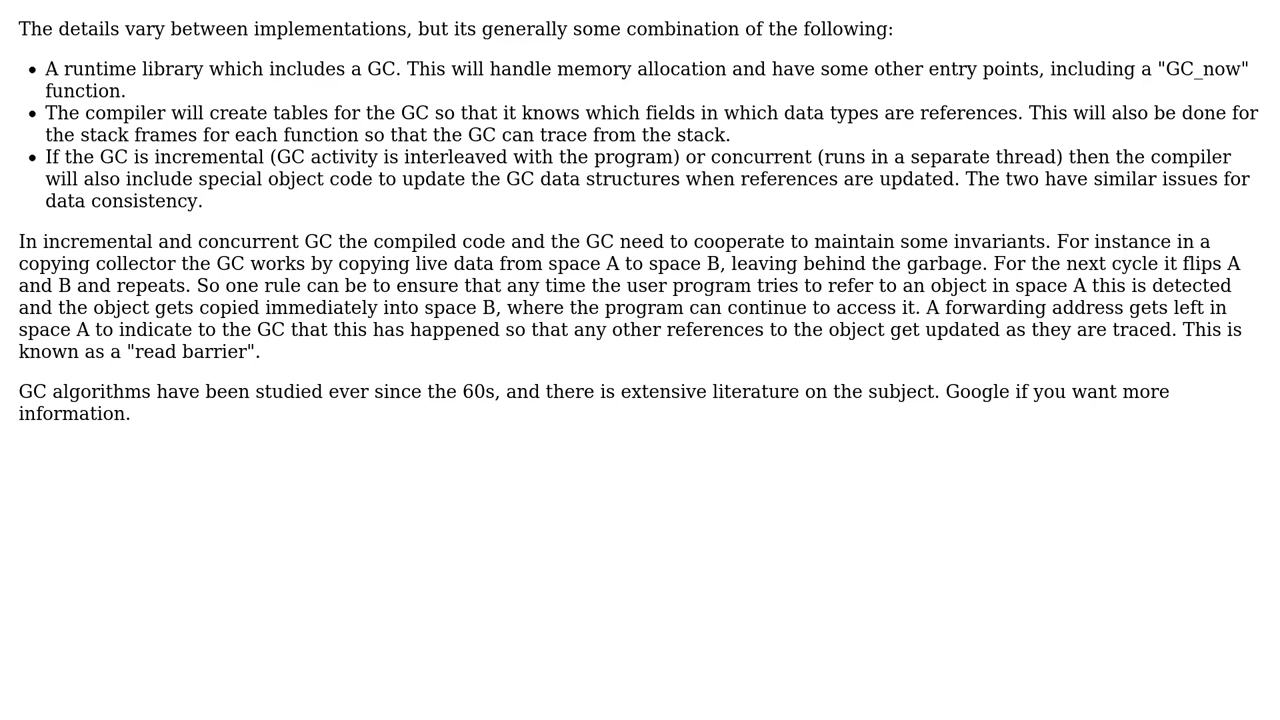 The details vary between implementations, but its generally some combination of the following:
• A runtime library which includes a GC. This will handle memory allocation and have some other entry points, including a "GC_now"
function.
• The compiler will create tables for the GC so that it knows which fields in which data types are references. This will also be done for
the stack frames for each function so that the GC can trace from the stack.
• If the GC is incremental (GC activity is interleaved with the program) or concurrent (runs in a separate thread) then the compiler
will also include special object code to update the GC data structures when references are updated. The two have similar issues for
data consistency.
In incremental and concurrent GC the compiled code and the GC need to cooperate to maintain some invariants. For instance in a
copying collector the GC works by copying live data from space A to space B, leaving behind the garbage. For the next cycle it flips A
and B and repeats. So one rule can be to ensure that any time the user program tries to refer to an object in space A this is detected
and the object gets copied immediately into space B, where the program can continue to access it. A forwarding address gets left in
space A to indicate to the GC that this has happened so that any other references to the object get updated as they are traced. This is
known as a "read barrier".
GC algorithms have been studied ever since the 60s, and there is extensive literature on the subject. Google if you want more
information.